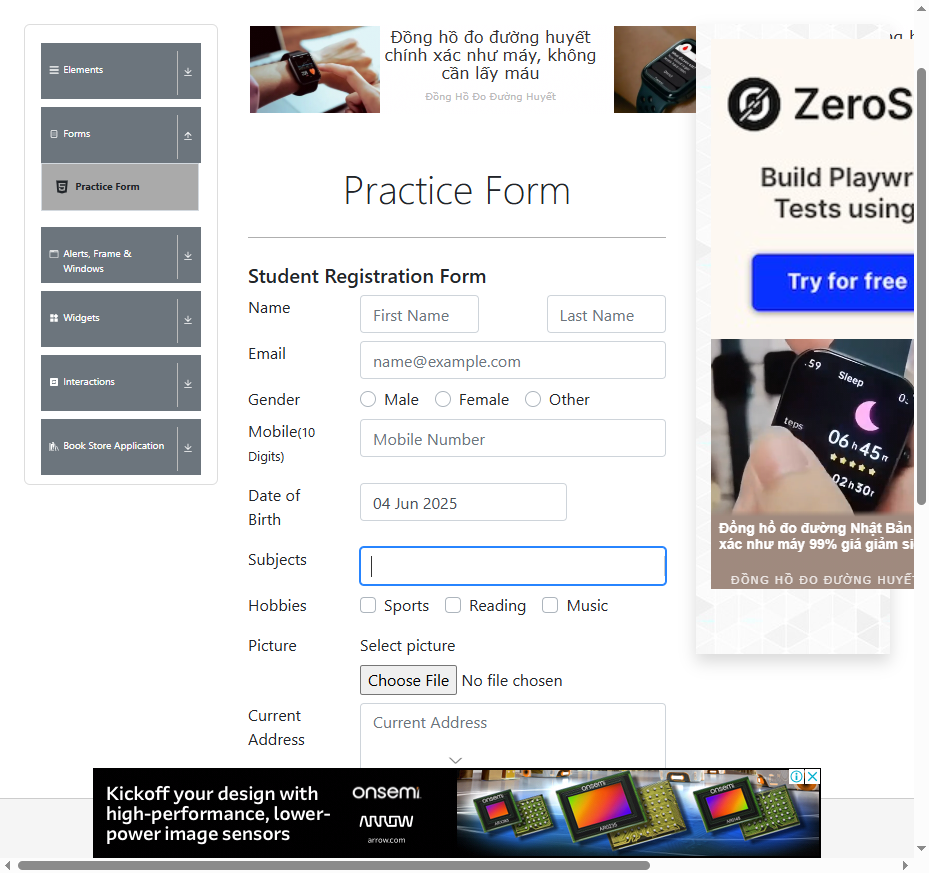 Elements
Forms
Practice Form
Alerts, Frame &
Windows
Widgets
Interactions
Book Store Application
Đồng hồ đo đường huyết
chính xác như máy, không
cần lấy máu
Đồng Hồ Đo Đường Huyết
Practice Form
Student Registration Form
Name
First Name
Last Name
Email
name@example.com
Gender
Male
Female
Other
Mobile(10
Digits)
Mobile Number
Date of
Birth
04 Jun 2025
Subjects
Hobbies
Sports
Reading
Music
Picture
Select picture
Choose File
No file chosen
Current
Address
Current Address
ZeroS
Build Playwr
Tests using
Try for free
.59
Sleep
teps
06 h 45
02 h 30
Đồng hồ đo đường Nhật Bản
xác như máy 99% giá giảm
ĐỒNG HỒ ĐO ĐƯỜNG HUYẾT
Kickoff your design with
high-performance, lower-
power image sensors
onsemi
ARROW
arrow.com
onsemi
onsemi
onsemi